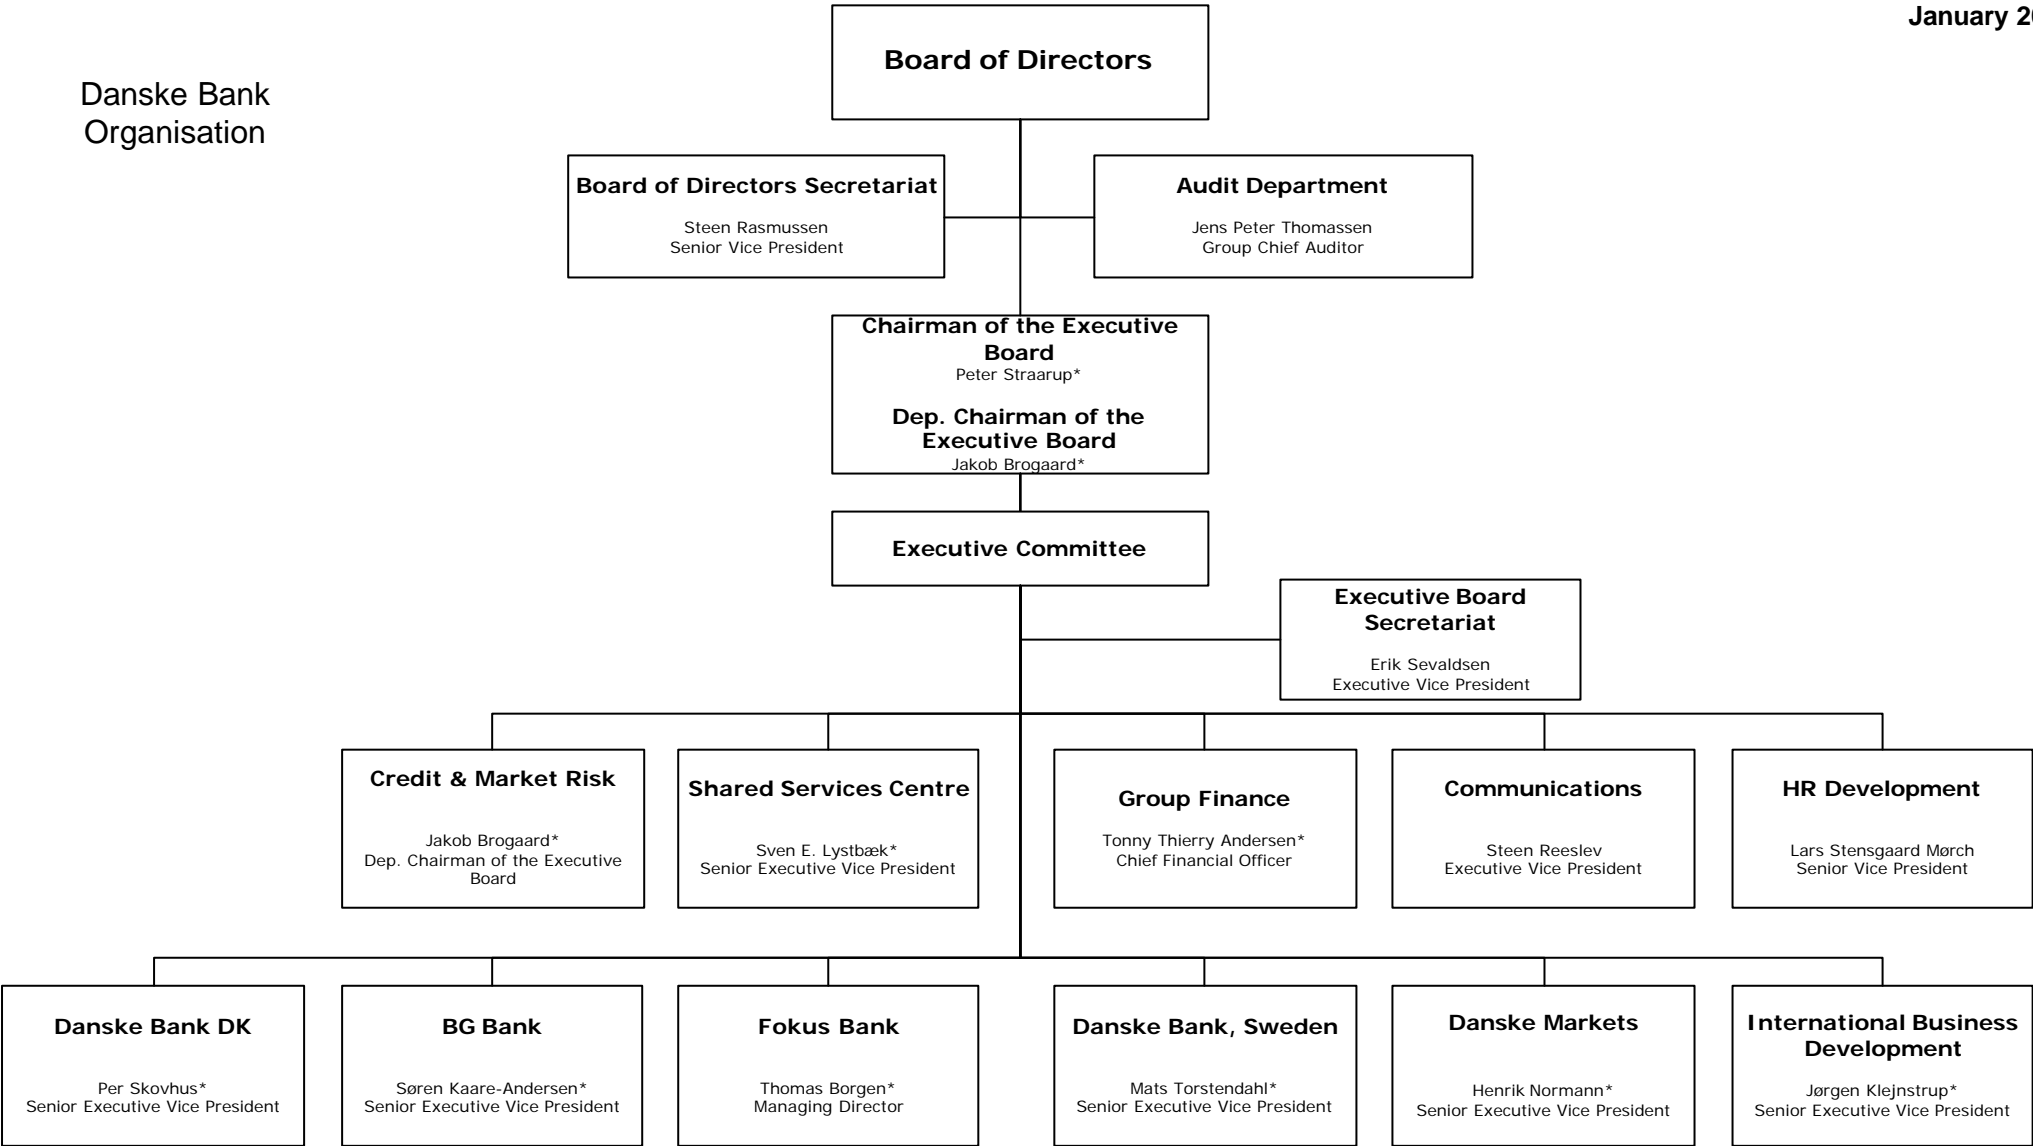 January 20
Danske Bank
Organisation
Board of Directors
Board of Directors Secretariat
Steen Rasmussen
Senior Vice President
Audit Department
Jens Peter Thomassen
Group Chief Auditor
Chairman of the Executive
Board
Peter Straarup*
Dep. Chairman of the
Executive Board
Jakob Brogaard*
Executive Committee
Executive Board
Secretariat
Erik Sevaldsen
Executive Vice President
Credit & Market Risk
Jakob Brogaard*
Dep. Chairman of the Executive
Board
Shared Services Centre
Sven E. Lystbæk*
Senior Executive Vice President
Group Finance
Tonny Thierry Andersen*
Chief Financial Officer
Communications
Steen Reeslev
Executive Vice President
HR Development
Lars Stensgaard Mørch
Senior Vice President
Danske Bank DK
Per Skovhus*
Senior Executive Vice President
BG Bank
Søren Kaare-Andersen*
Senior Executive Vice President
Fokus Bank
Thomas Borgen*
Managing Director
Danske Bank, Sweden
Mats Torstendahl*
Senior Executive Vice President
Danske Markets
Henrik Normann*
Senior Executive Vice President
International Business
Development
Jørgen Klejnstrup*
Senior Executive Vice President